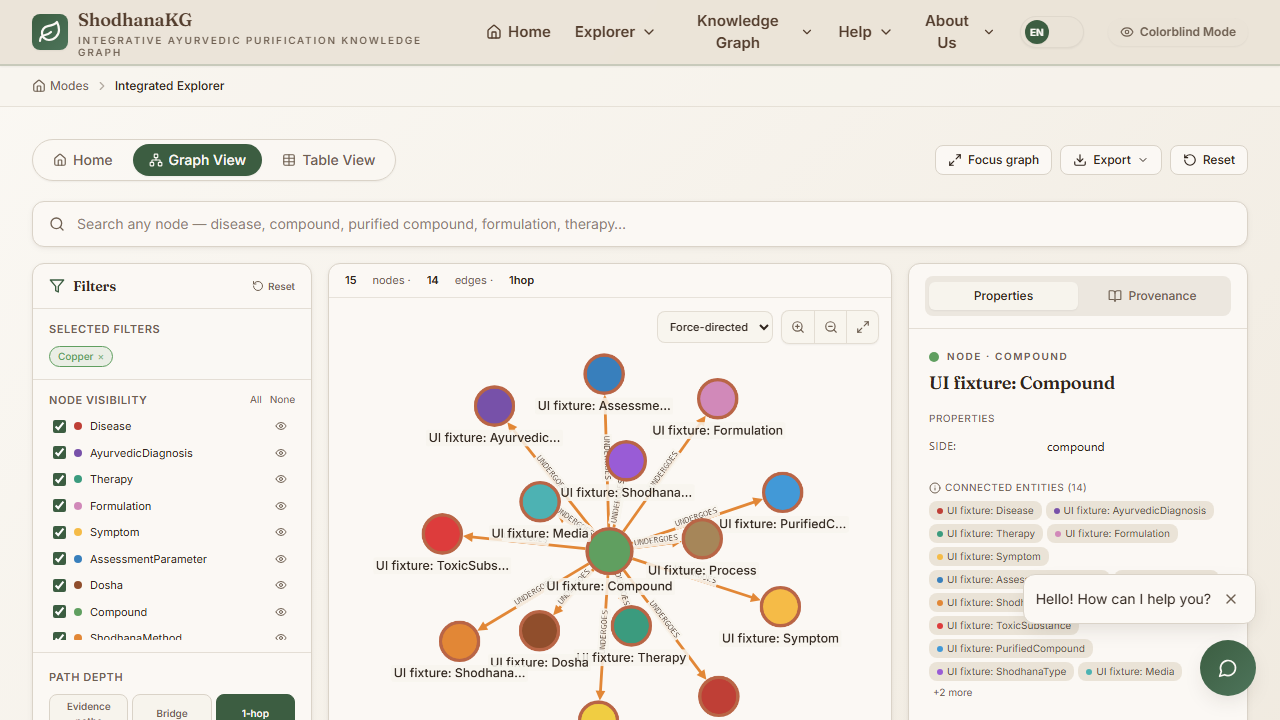 ShodhanaKG
INTEGRATIVE AYURVEDIC PURIFICATION KNOWLEDGE
GRAPH
Home
Explorer
Knowledge
Graph
Help
About
Us
EN
Colorblind Mode
Modes
Integrated Explorer
Home
Graph View
Table View
Focus graph
Export
Reset
Search any node — disease, compound, purified compound, formulation, therapy...
Filters
Reset
SELECTED FILTERS
Copper ×
NODE VISIBILITY
All None
Disease
AyurvedicDiagnosis
Therapy
Formulation
Symptom
AssessmentParameter
Dosha
Compound
ShodhanaMethod
PATH DEPTH
Evidence
Bridge
1-hop
15 nodes · 14 edges · 1hop
Force-directed
UI fixture: Assessme...
UI fixture: Formulation
UI fixture: Ayurvedic...
UI fixture: Shodhana...
UI fixture: PurifiedC...
UI fixture: Media
UI fixture: ToxicSubs...
UI fixture: Process
UI fixture: Compound
UI fixture: Symptom
UI fixture: Dosha
UI fixture: Therapy
UI fixture: Shodhana...
UNDERGOES
UNDERGOES
UNDERGOES
UNDERGOES
UNDERGOES
Properties
Provenance
NODE · COMPOUND
UI fixture: Compound
PROPERTIES
SIDE: compound
CONNECTED ENTITIES (14)
UI fixture: Disease
UI fixture: AyurvedicDiagnosis
UI fixture: Therapy
UI fixture: Formulation
UI fixture: Symptom
UI fixture:
UI fixture:
UI fixture: ToxicSubstance
UI fixture: PurifiedCompound
UI fixture: ShodhanaType
UI fixture: Media
+2 more
Hello! How can I help you?